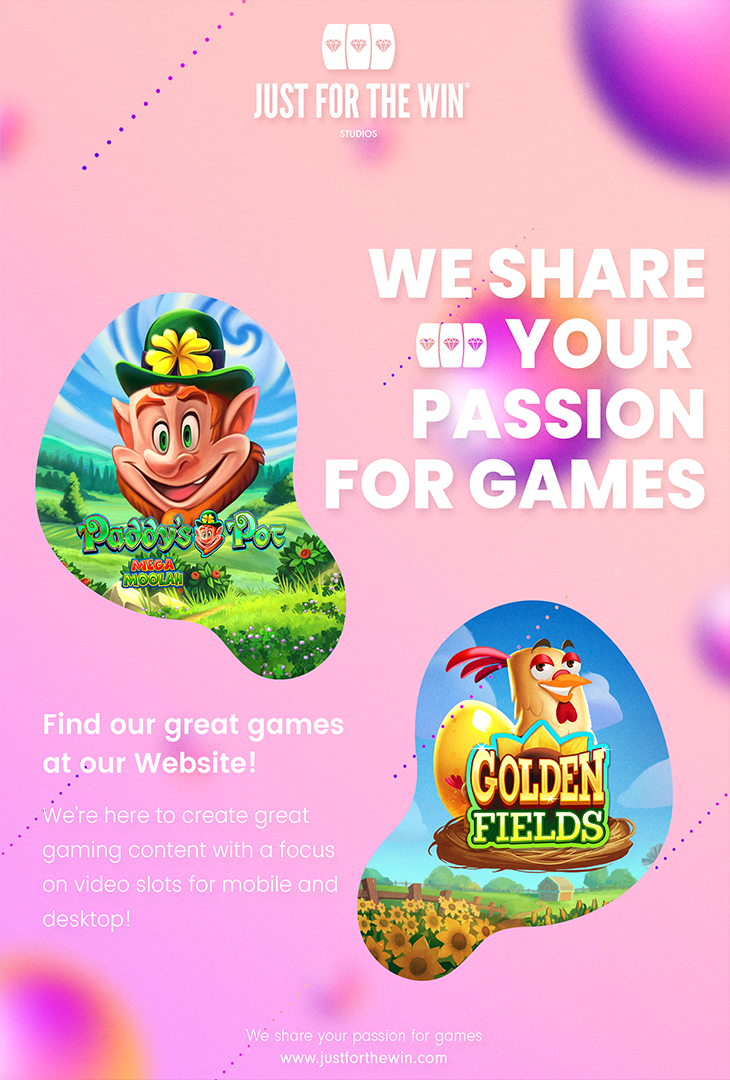 JUST FOR THE WIN®
STUDIOS
WE SHARE
YOUR
PASSION
FOR GAMES
Paddy's Pot
MEGA
MOOLAH
Find our great games
at our Website!
We're here to create great
gaming content with a focus
on video slots for mobile and
desktop!
GOLDEN
FIELDS
We share your passion for games
www.justforthewin.com